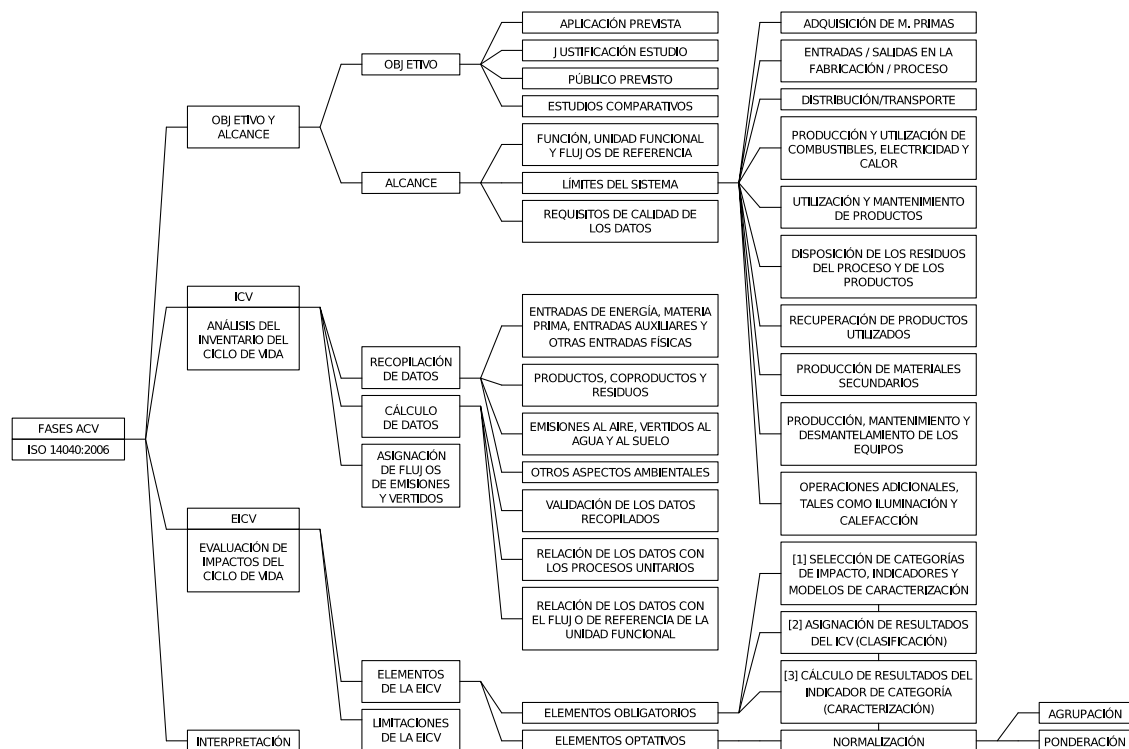 FASES ACV
ISO 14040:2006
OBJETIVO Y
ALCANCE
OBJETIVO
APLICACIÓN PREVISTA
JUSTIFICACIÓN ESTUDIO
PÚBLICO PREVISTO
ESTUDIOS COMPARATIVOS
ALCANCE
FUNCIÓN, UNIDAD FUNCIONAL
Y FLUJOS DE REFERENCIA
LÍMITES DEL SISTEMA
REQUISITOS DE CALIDAD DE
LOS DATOS
ADQUISICIÓN DE M. PRIMAS
ENTRADAS / SALIDAS EN LA
FABRICACIÓN / PROCESO
DISTRIBUCIÓN/TRANSPORTE
PRODUCCIÓN Y UTILIZACIÓN DE
COMBUSTIBLES, ELECTRICIDAD Y
CALOR
UTILIZACIÓN Y MANTENIMIENTO
DE PRODUCTOS
DISPOSICIÓN DE LOS RESIDUOS
DEL PROCESO Y DE LOS
PRODUCTOS
RECUPERACIÓN DE PRODUCTOS
UTILIZADOS
PRODUCCIÓN DE MATERIALES
SECUNDARIOS
PRODUCCIÓN, MANTENIMIENTO Y
DESMANTELAMIENTO DE LOS
EQUIPOS
OPERACIONES ADICIONALES,
TALES COMO ILUMINACIÓN Y
CALEFACCIÓN
ICV
ANÁLISIS DEL
INVENTARIO DEL
CICLO DE VIDA
RECOPILACIÓN
DE DATOS
CÁLCULO
DE DATOS
ASIGNACIÓN
DE FLUJOS
DE EMISIONES
Y VERTIDOS
ENTRADAS DE ENERGÍA, MATERIA
PRIMA, ENTRADAS AUXILIARES Y
OTRAS ENTRADAS FÍSICAS
PRODUCTOS, COPRODUCTOS Y
RESIDUOS
EMISIONES AL AIRE, VERTIDOS AL
AGUA Y AL SUELO
OTROS ASPECTOS AMBIENTALES
VALIDACIÓN DE LOS DATOS
RECOPILADOS
RELACIÓN DE LOS DATOS CON
LOS PROCESOS UNITARIOS
RELACIÓN DE LOS DATOS CON
EL FLUJO DE REFERENCIA DE LA
UNIDAD FUNCIONAL
EICV
EVALUACIÓN DE
IMPACTOS DEL
CICLO DE VIDA
ELEMENTOS
DE LA EICV
LIMITACIONES
DE LA EICV
ELEMENTOS OBLIGATORIOS
ELEMENTOS OPTATIVOS
[1] SELECCIÓN DE CATEGORÍAS
DE IMPACTO, INDICADORES Y
MODELOS DE CARACTERIZACIÓN
[2] ASIGNACIÓN DE RESULTADOS
DEL ICV (CLASIFICACIÓN)
[3] CÁLCULO DE RESULTADOS DEL
INDICADOR DE CATEGORÍA
(CARACTERIZACIÓN)
NORMALIZACIÓN
AGRUPACIÓN
PONDERACIÓN
INTERPRETACIÓN